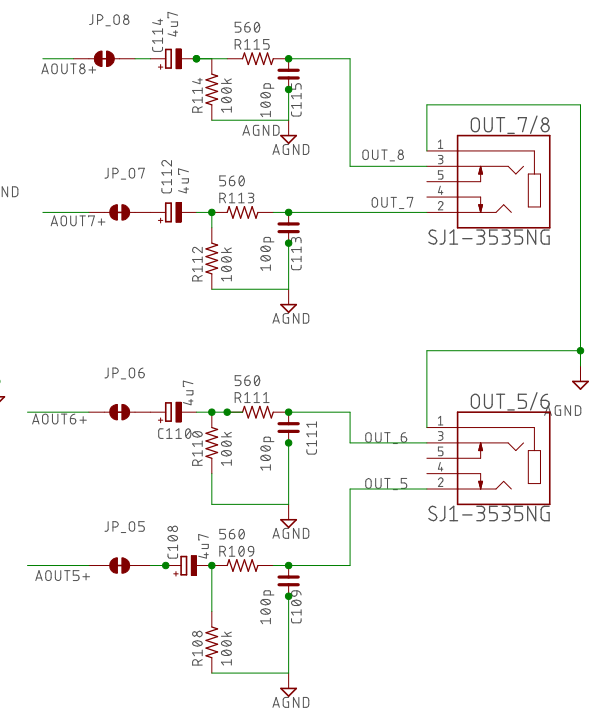 JP_08
C114
4u7
560
R115
AOUT8+
R114
100k
100p
C115
AGND
AGND
OUT_7/8
OUT_8
1
3
5
4
2
OUT_7
SJ1-3535NG
JP_07
C112
4u7
560
R113
ND
AOUT7+
R112
100k
100p
C113
AGND
JP_06
4u7
560
R111
AOUT6+
C110
R110
100k
100p
C111
AGND
OUT_5/6
AGND
OUT_6
1
3
5
4
2
OUT_5
SJ1-3535NG
JP_05
C108
4u7
560
R109
AOUT5+
R108
100k
100p
C109
AGND